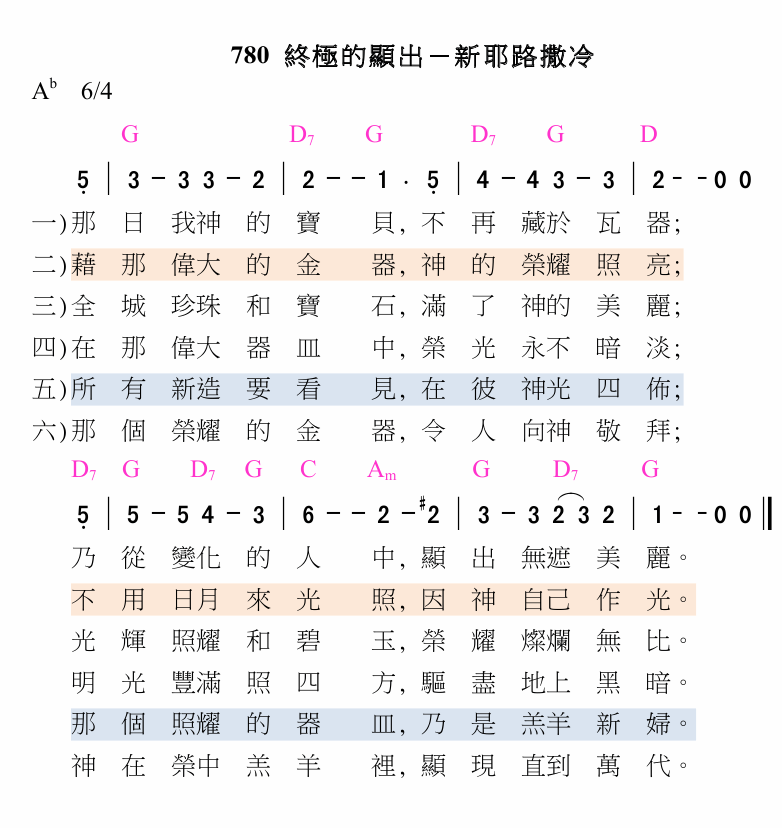 780 終極的顯出－新耶路撒冷
A♭ 6/4
G D7 G D7 G D
5̣ | 3 - 3 3 - 2 | 2 - - 1 . 5̣ | 4 - 4 3 - 3 | 2 - - 0 0
一)那日我神的寶貝,不再藏於瓦器;
二)藉那偉大的金器,神的榮耀照亮;
三)全城珍珠和寶石,滿了神的美麗;
四)在那偉大器皿中,榮光永不暗淡;
五)所有新造要看見,在彼神光四佈;
六)那個榮耀的金器,令人向神敬拜;
D7 G D7 G C Am G D7 G
5̣ | 5 - 5 4 - 3 | 6 - - 2 - #2 | 3 - 3 2 3 2 | 1 - - 0 0 ‖
乃從變化的人中,顯出無遮美麗。
不用日月來光照,因神自己作光。
光輝照耀和碧玉,榮耀燦爛無比。
明光豐滿照四方,驅盡地上黑暗。
那個照耀的器皿,乃是羔羊新婦。
神在榮中羔羊裡,顯現直到萬代。